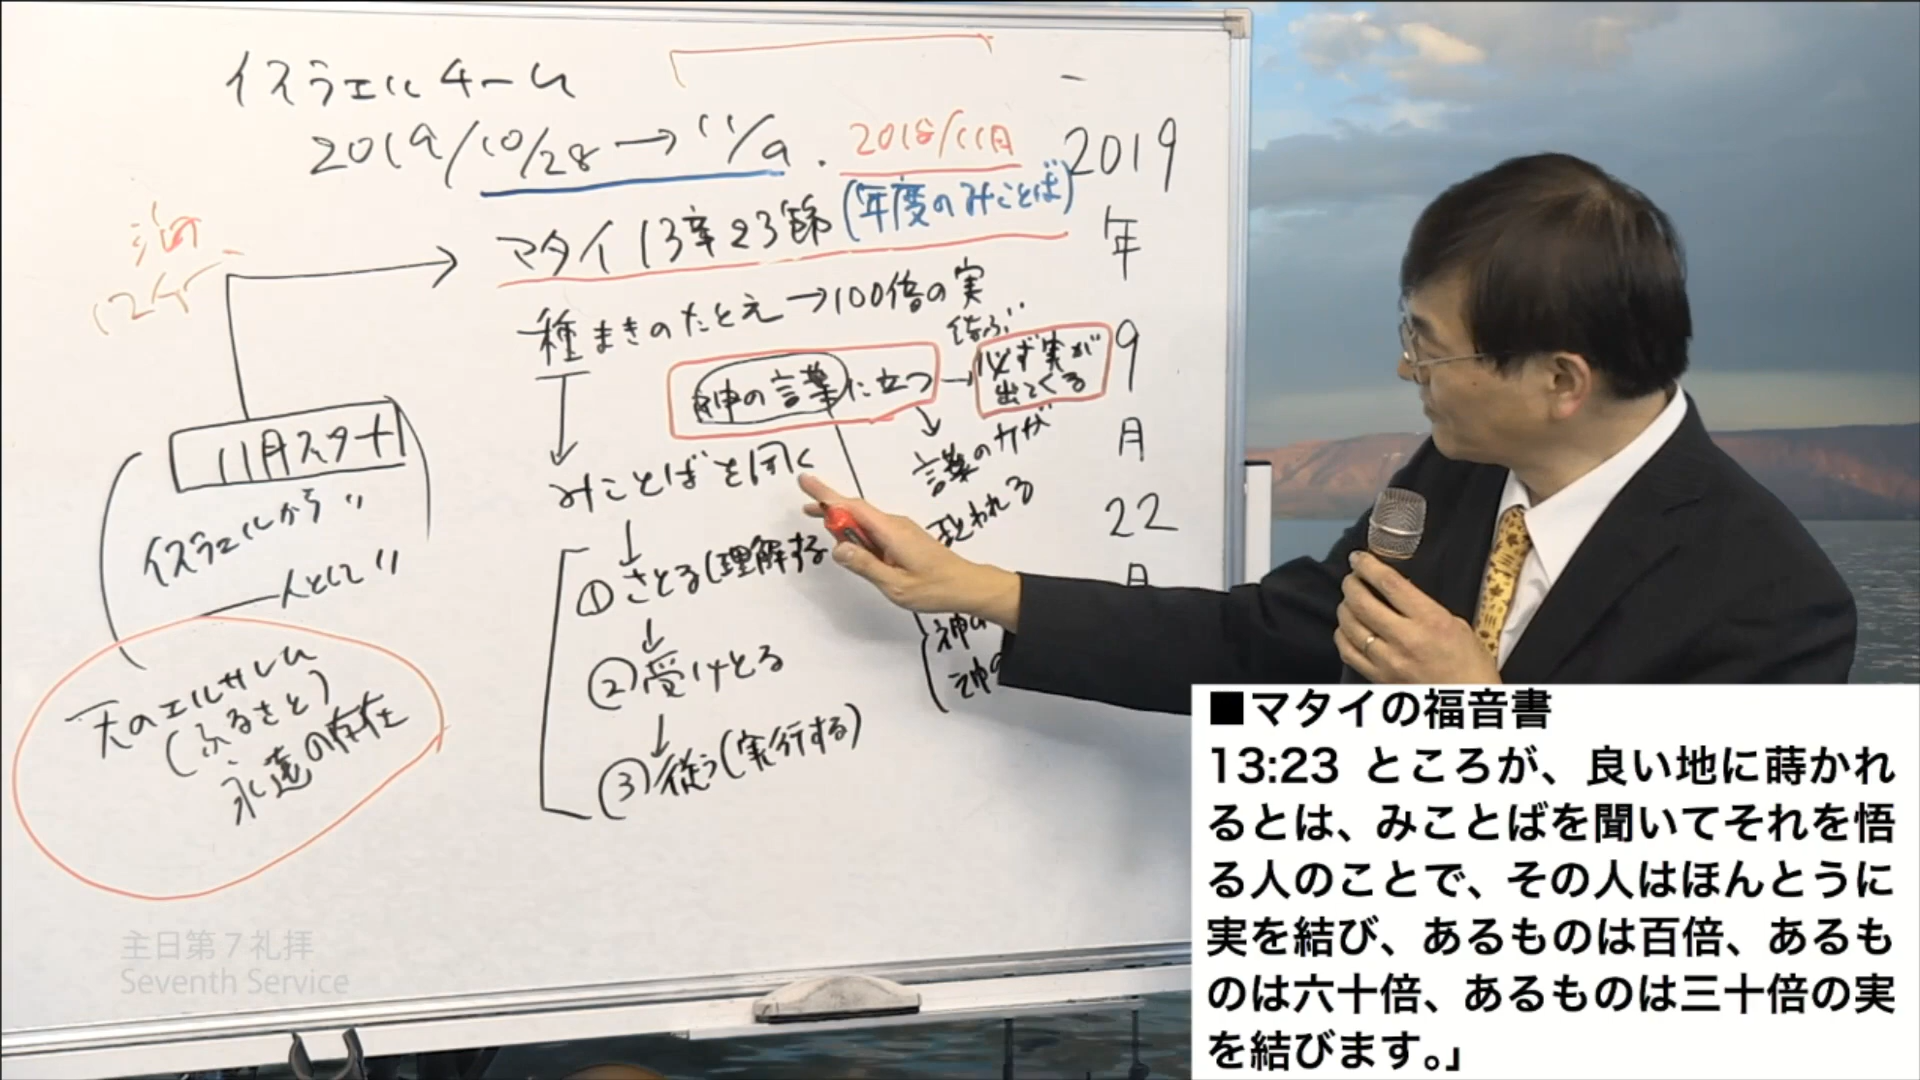 イスラエルチーム
2019/10/28→11/9.
2018/11月
マタイ13章23節(年度のみことば)
種まきのたとえ→100倍の実
結ぶ
神の言葉に立つ→
必ず実が
出てくる
言葉の力が
現われる
みことばを聞く
①さとる(理解する
②受けとる
③従う(実行する)
神の
神の
11月スタート
イスラエルから〃
人として〃
天のエルサレム
(ふるさと)
永遠の存在
2019
年
9
月
22
主日第7礼拝
Seventh Service
■マタイの福音書
13:23 ところが、良い地に蒔かれ
るとは、みことばを聞いてそれを悟
る人のことで、その人はほんとうに
実を結び、あるものは百倍、あるも
のは六十倍、あるものは三十倍の実
を結びます。」